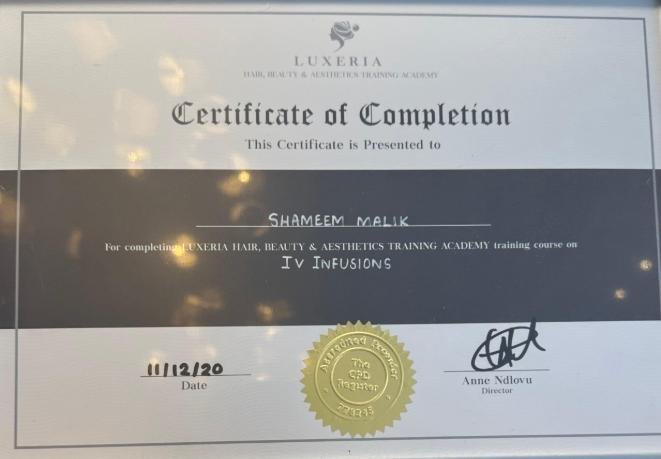 LUXERIA
HAIR, BEAUTY & AESTHETICS TRAINING ACADEMY
Certificate of Completion
This Certificate is Presented to
SHAMEEM MALIK
For completing LUXERIA HAIR, BEAUTY & AESTHETICS TRAINING ACADEMY training course on
IV INFUSIONS
11/12/20
Date
Accredited Provider
The
CPD
Register
Anne Ndlovu
Director